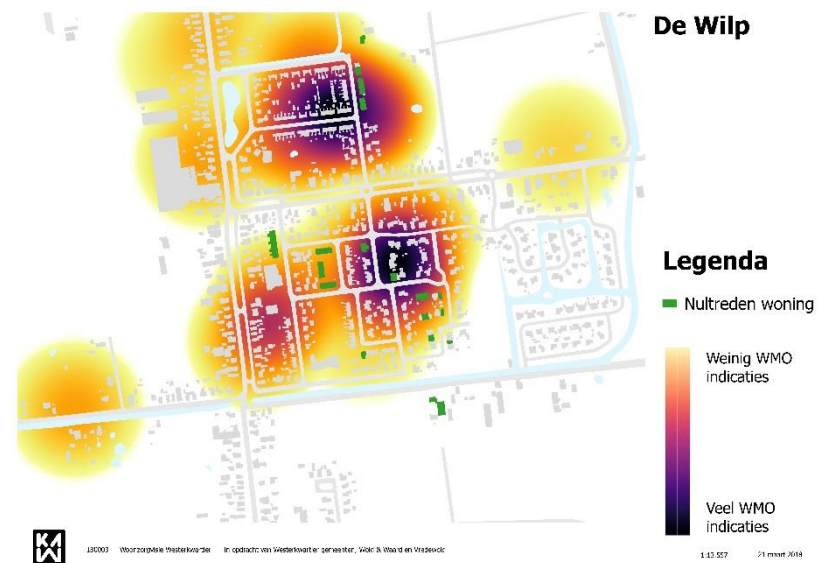 De Wilp
Legenda
Nultreden woning
Weinig WMO
indicaties
Veel WMO
indicaties
KAW
Woonzorgvisie Westerkwartier In opdracht van Westerkwartier gemeenten, Wold & Waard en Vredewold
21 maart 2018